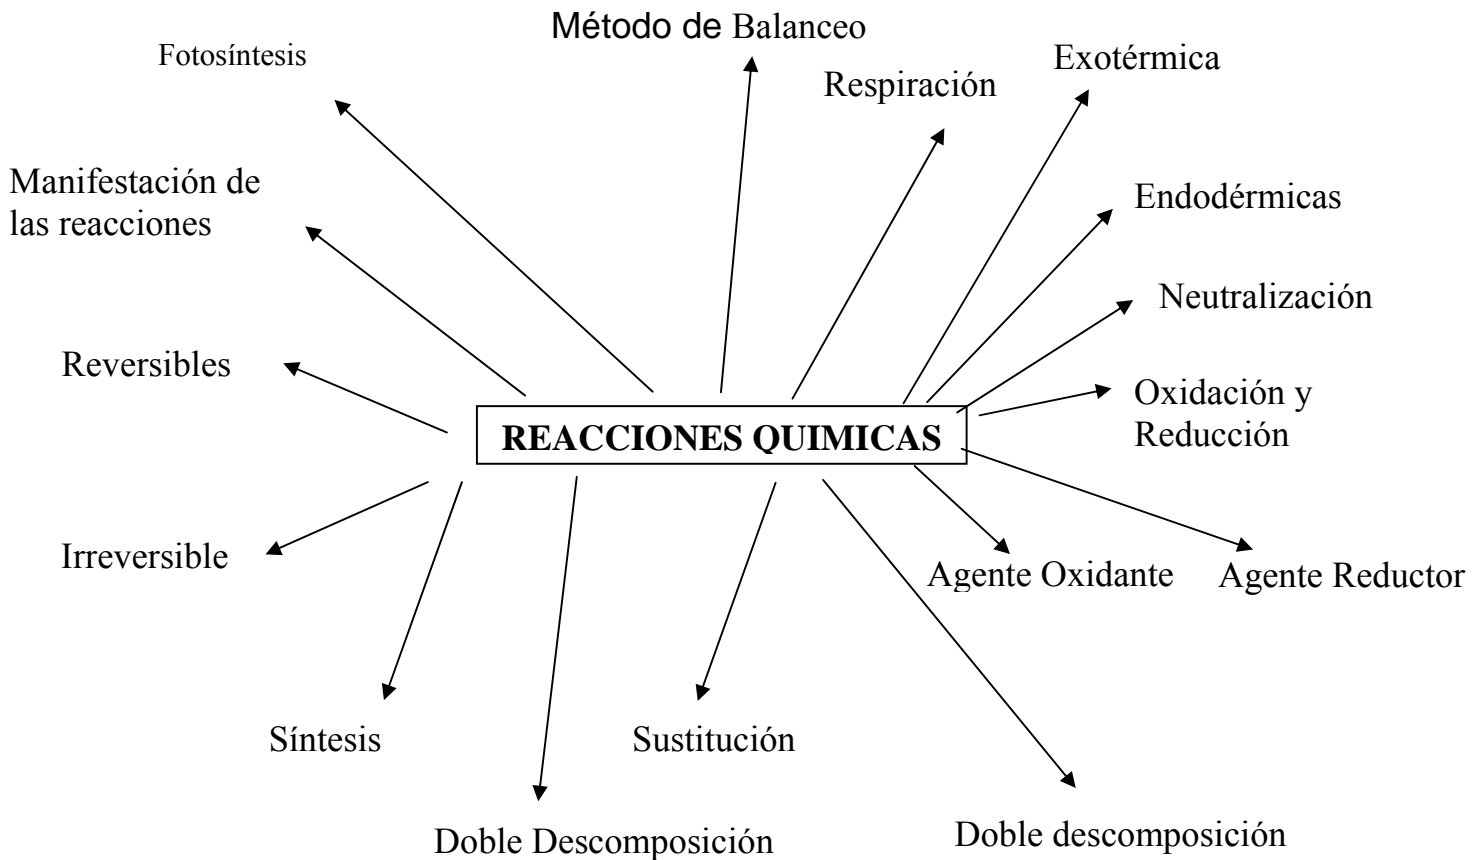 Método de Balanceo
Fotosíntesis
Exotérmica
Respiración
Manifestación de
las reacciones
Endodérmicas
Neutralización
Reversibles
Oxidación y
Reducción
REACCIONES QUIMICAS
Irreversible
Agente Oxidante
Agente Reductor
Síntesis
Sustitución
Doble Descomposición
Doble descomposición